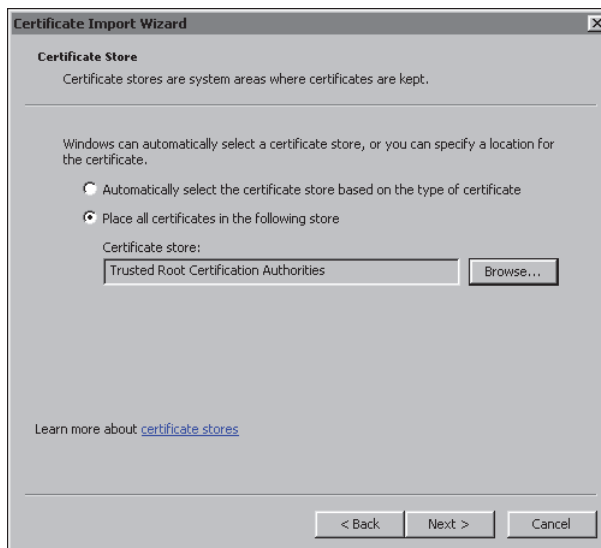 Certificate Import Wizard
Certificate Store
Certificate stores are system areas where certificates are kept.
Windows can automatically select a certificate store, or you can specify a location for
the certificate.
Automatically select the certificate store based on the type of certificate
Place all certificates in the following store
Certificate store:
Trusted Root Certification Authorities
Browse...
Learn more about certificate stores
< Back
Next >
Cancel